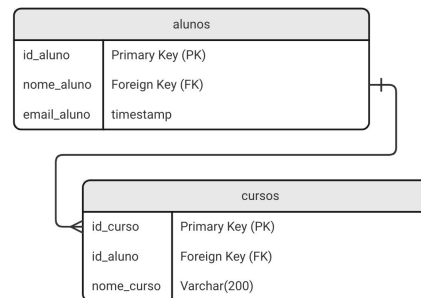 alunos
id_aluno Primary Key (PK)
nome_aluno Foreign Key (FK)
email_aluno timestamp
cursos
id_curso Primary Key (PK)
id_aluno Foreign Key (FK)
nome_curso Varchar(200)